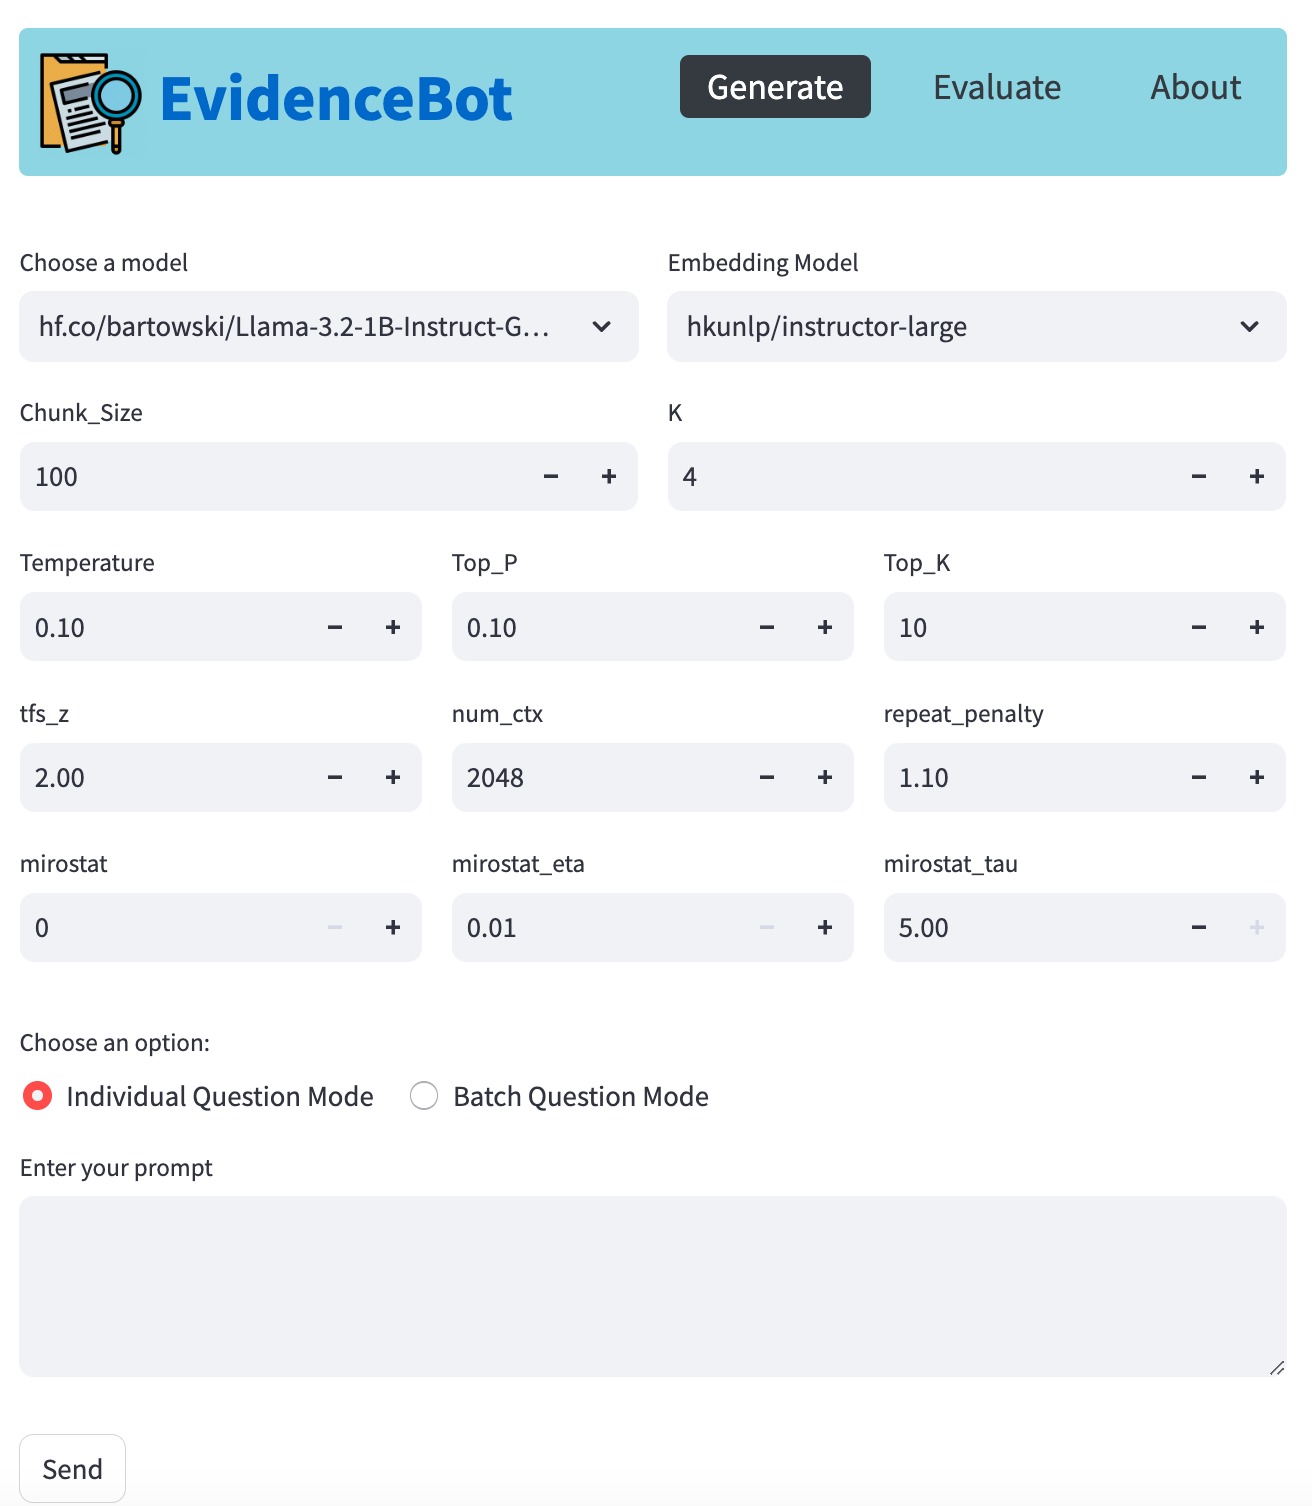 EvidenceBot
Generate Evaluate About
Choose a model Embedding Model
hf.co/bartowski/Llama-3.2-1B-Instruct-G... hkunlp/instructor-large
Chunk_Size K
100 - + 4 - +
Temperature Top_P Top_K
0.10 - + 0.10 - + 10 - +
tfs_z num_ctx repeat_penalty
2.00 - + 2048 - + 1.10 - +
mirostat mirostat_eta mirostat_tau
0 - + 0.01 - + 5.00 - +
Choose an option:
Individual Question Mode Batch Question Mode
Enter your prompt
Send